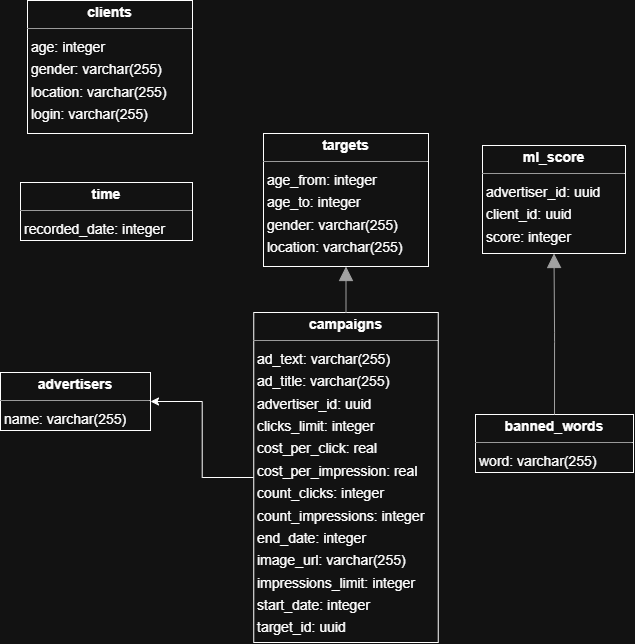 clients
age: integer
gender: varchar(255)
location: varchar(255)
login: varchar(255)
time
recorded_date: integer
targets
age_from: integer
age_to: integer
gender: varchar(255)
location: varchar(255)
ml_score
advertiser_id: uuid
client_id: uuid
score: integer
advertisers
name: varchar(255)
campaigns
ad_text: varchar(255)
ad_title: varchar(255)
advertiser_id: uuid
clicks_limit: integer
cost_per_click: real
cost_per_impression: real
count_clicks: integer
count_impressions: integer
end_date: integer
image_url: varchar(255)
impressions_limit: integer
start_date: integer
target_id: uuid
banned_words
word: varchar(255)